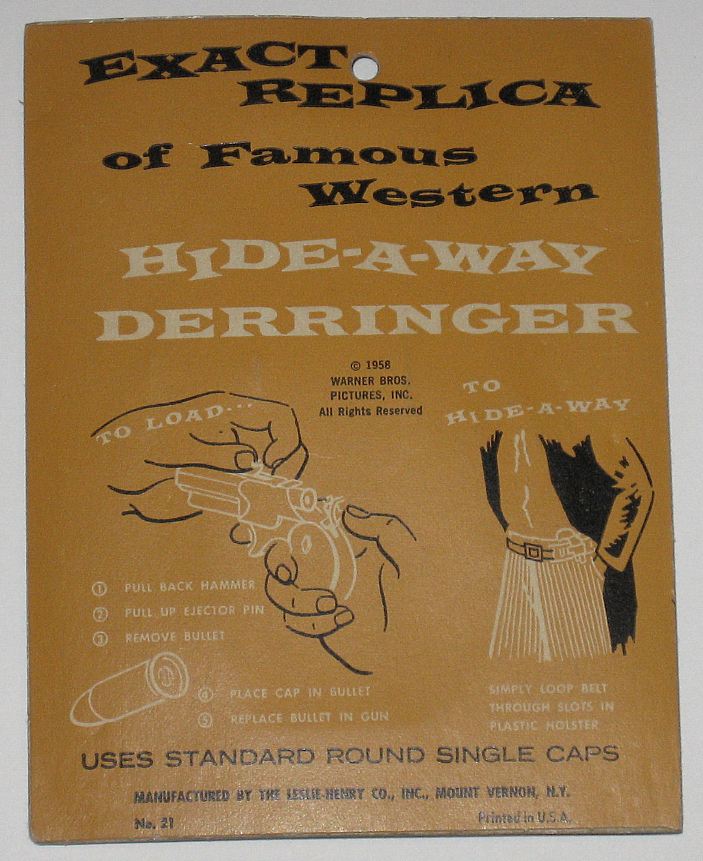 EXACT
REPLICA
of Famous
Western
HIDE-A-WAY
DERRINGER
© 1958
WARNER BROS.
PICTURES, INC.
All Rights Reserved
TO LOAD...
TO
HIDE-A-WAY
① PULL BACK HAMMER
② PULL UP EJECTOR PIN
③ REMOVE BULLET
④ PLACE CAP IN BULLET
⑤ REPLACE BULLET IN GUN
SIMPLY LOOP BELT
THROUGH SLOTS IN
PLASTIC HOLSTER
USES STANDARD ROUND SINGLE CAPS
MANUFACTURED BY THE LESLIE-HENRY CO., INC., MOUNT VERNON, N.Y.
No. 21
Printed in U.S.A.